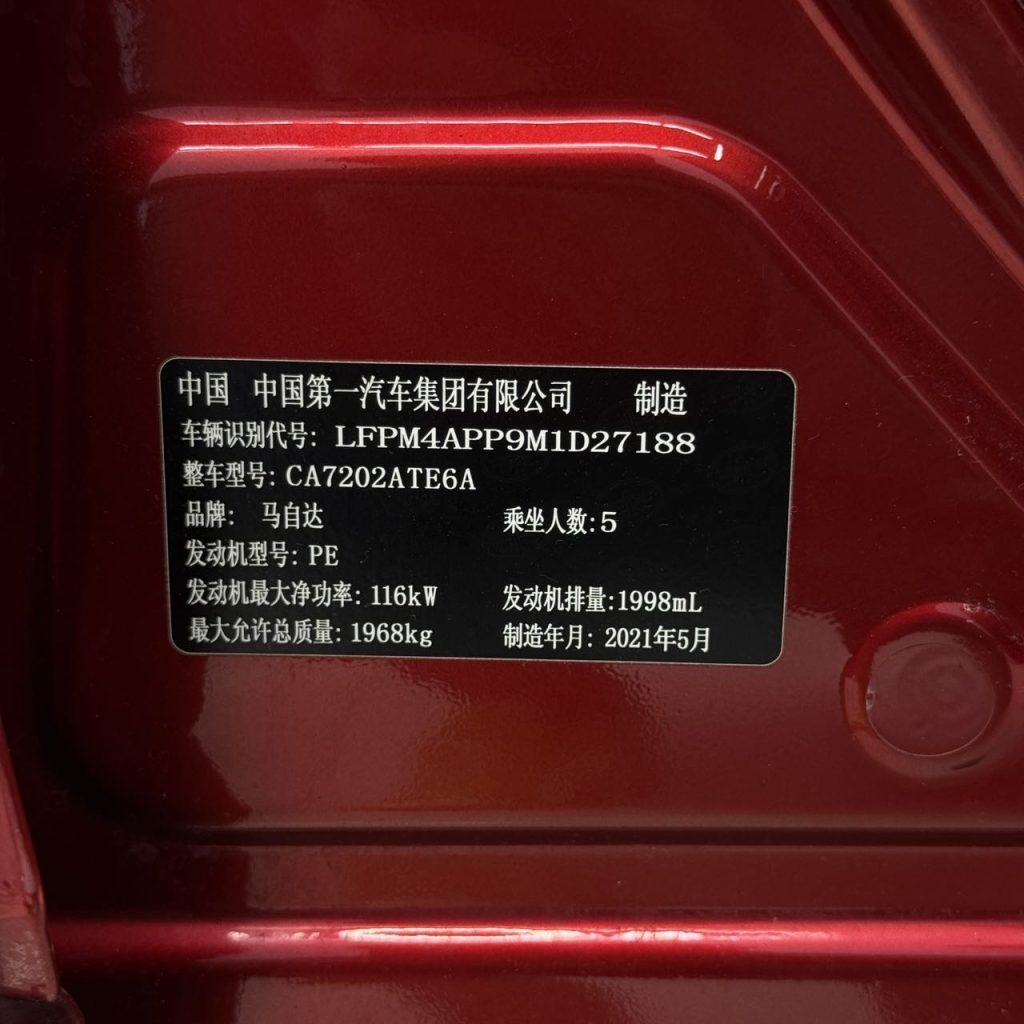 中国 中国第一汽车集团有限公司 制造
车辆识别代号: LFPM4APP9M1D27188
整车型号: CA7202ATE6A
品牌: 马自达 乘坐人数:5
发动机型号: PE
发动机最大净功率: 116kW 发动机排量:1998mL
最大允许总质量: 1968kg 制造年月: 2021年5月